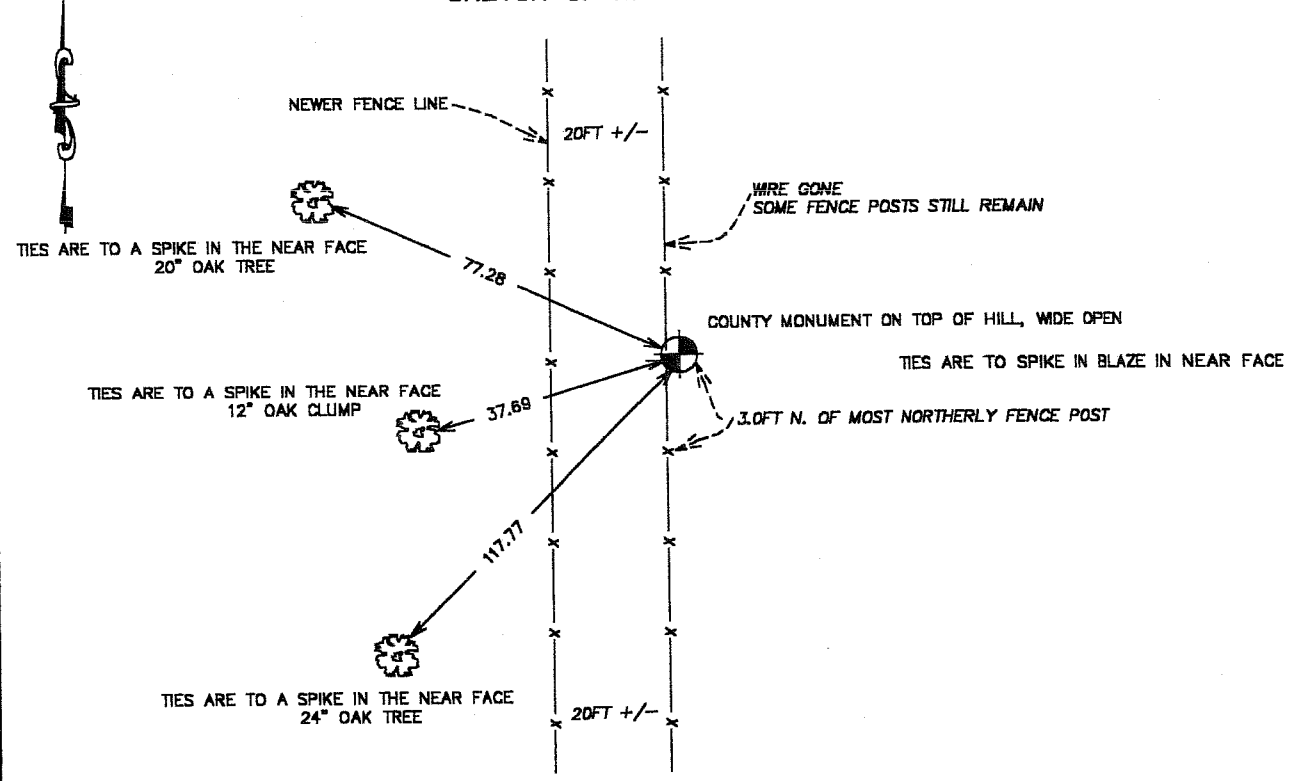 NEWER FENCE LINE
20FT +/-
WIRE GONE
SOME FENCE POSTS STILL REMAIN
TIES ARE TO A SPIKE IN THE NEAR FACE
20" OAK TREE
77.28
COUNTY MONUMENT ON TOP OF HILL, WIDE OPEN
TIES ARE TO SPIKE IN BLAZE IN NEAR FACE
TIES ARE TO A SPIKE IN THE NEAR FACE
12" OAK CLUMP
37.69
3.0FT N. OF MOST NORTHERLY FENCE POST
117.77
TIES ARE TO A SPIKE IN THE NEAR FACE
24" OAK TREE
20FT +/-